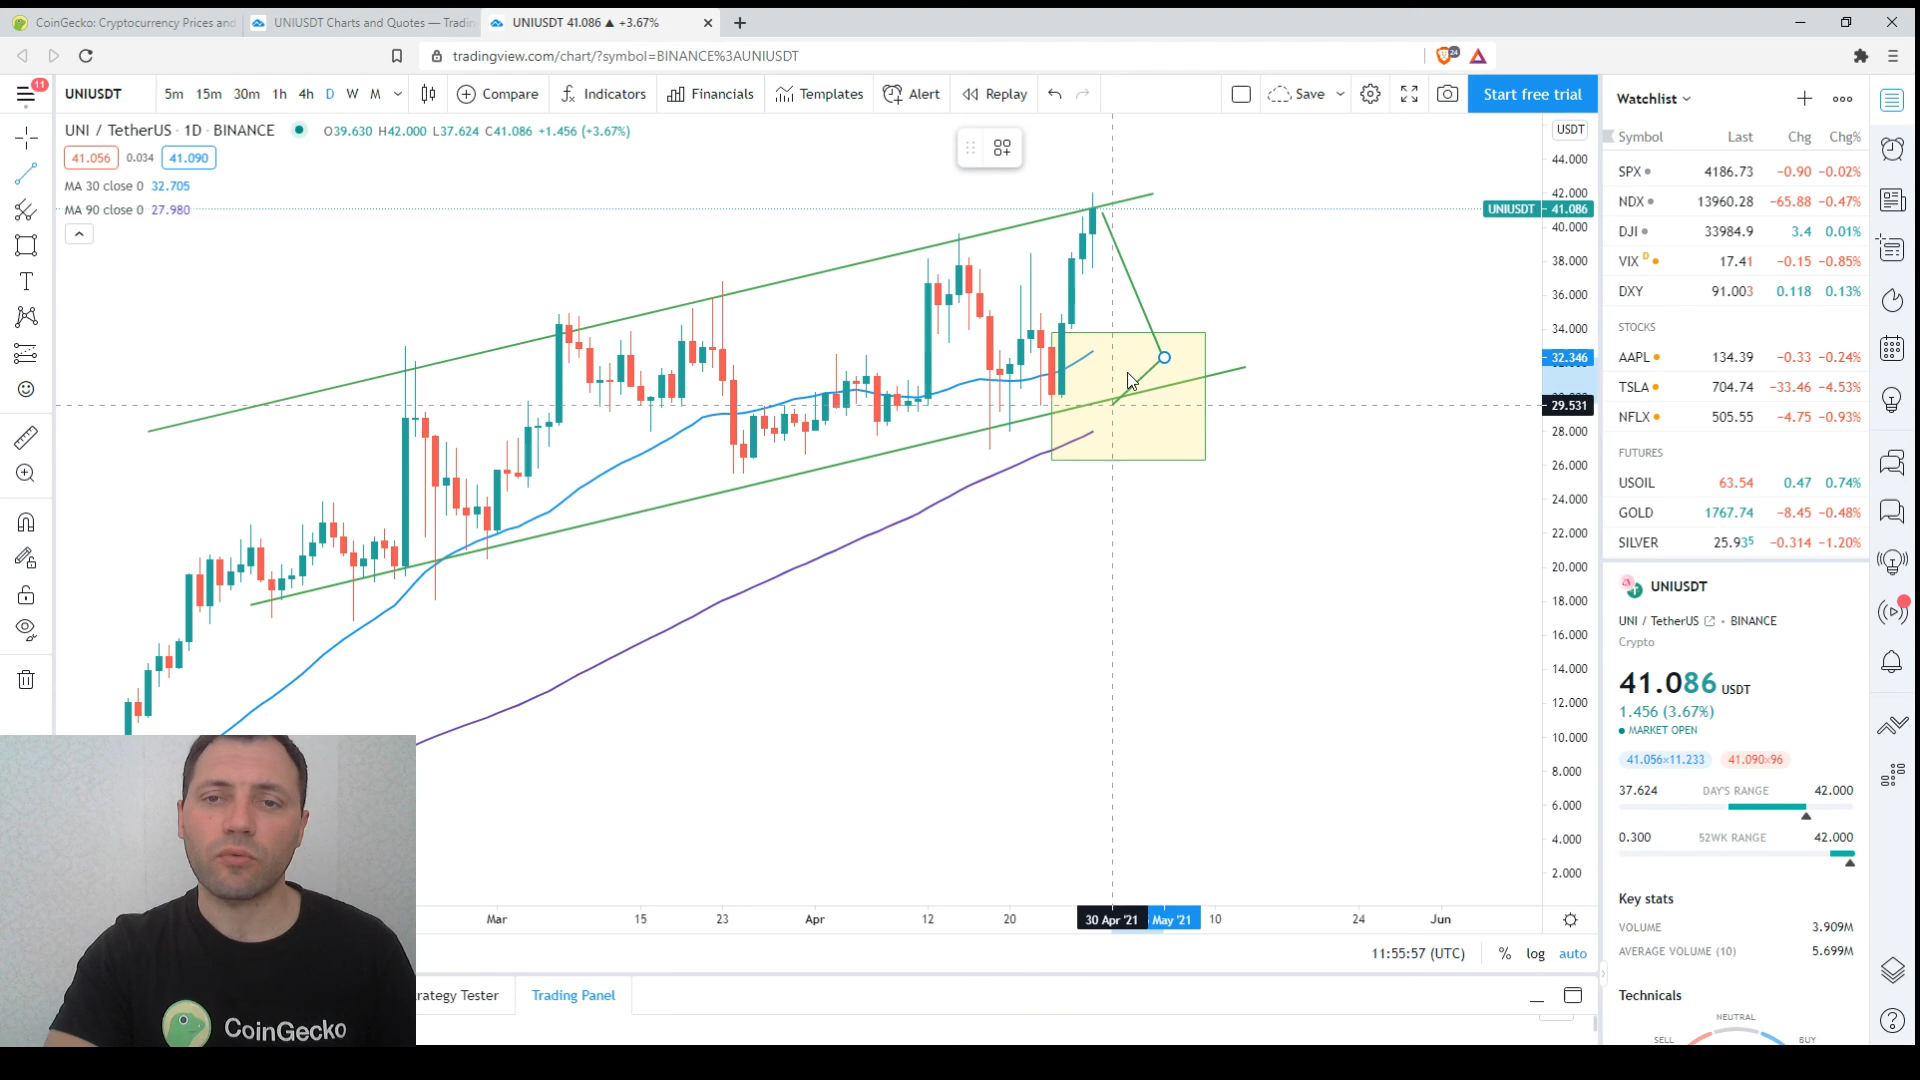 CoinGecko: Cryptocurrency Prices and
UNIUSDT Charts and Quotes — Tradin
UNIUSDT 41.086 ▲ +3.67%
tradingview.com/chart/?symbol=BINANCE%3AUNIUSDT
24
11
UNIUSDT 5m 15m 30m 1h 4h D W M Compare Indicators Financials Templates Alert Replay Save Start free trial
UNI / TetherUS · 1D · BINANCE O39.630 H42.000 L37.624 C41.086 +1.456 (+3.67%)
41.056 0.034 41.090
MA 30 close 0 32.705
MA 90 close 0 27.980
USDT
44.000
42.000
UNIUSDT 41.086
40.000
38.000
36.000
34.000
32.346
29.531
28.000
26.000
24.000
22.000
20.000
18.000
16.000
14.000
12.000
10.000
8.000
6.000
4.000
2.000
Mar 15 23 Apr 12 20 30 Apr '21 May '21 10 24 Jun
11:55:57 (UTC) % log auto
rategy Tester Trading Panel
Watchlist
Symbol Last Chg Chg%
SPX 4186.73 −0.90 −0.02%
NDX 13960.28 −65.88 −0.47%
DJI 33984.9 3.4 0.01%
VIX D 17.41 −0.15 −0.85%
DXY 91.003 0.118 0.13%
STOCKS
AAPL 134.39 −0.33 −0.24%
TSLA 704.74 −33.46 −4.53%
NFLX 505.55 −4.75 −0.93%
FUTURES
USOIL 63.54 0.47 0.74%
GOLD 1767.74 −8.45 −0.48%
SILVER 25.935 −0.314 −1.20%
UNIUSDT
UNI / TetherUS • BINANCE
Crypto
41.086 USDT
1.456 (3.67%)
MARKET OPEN
41.056×11.233 41.090×96
37.624 DAY'S RANGE 42.000
0.300 52WK RANGE 42.000
Key stats
VOLUME 3.909M
AVERAGE VOLUME (10) 5.699M
Technicals
NEUTRAL
SELL BUY
CoinGecko